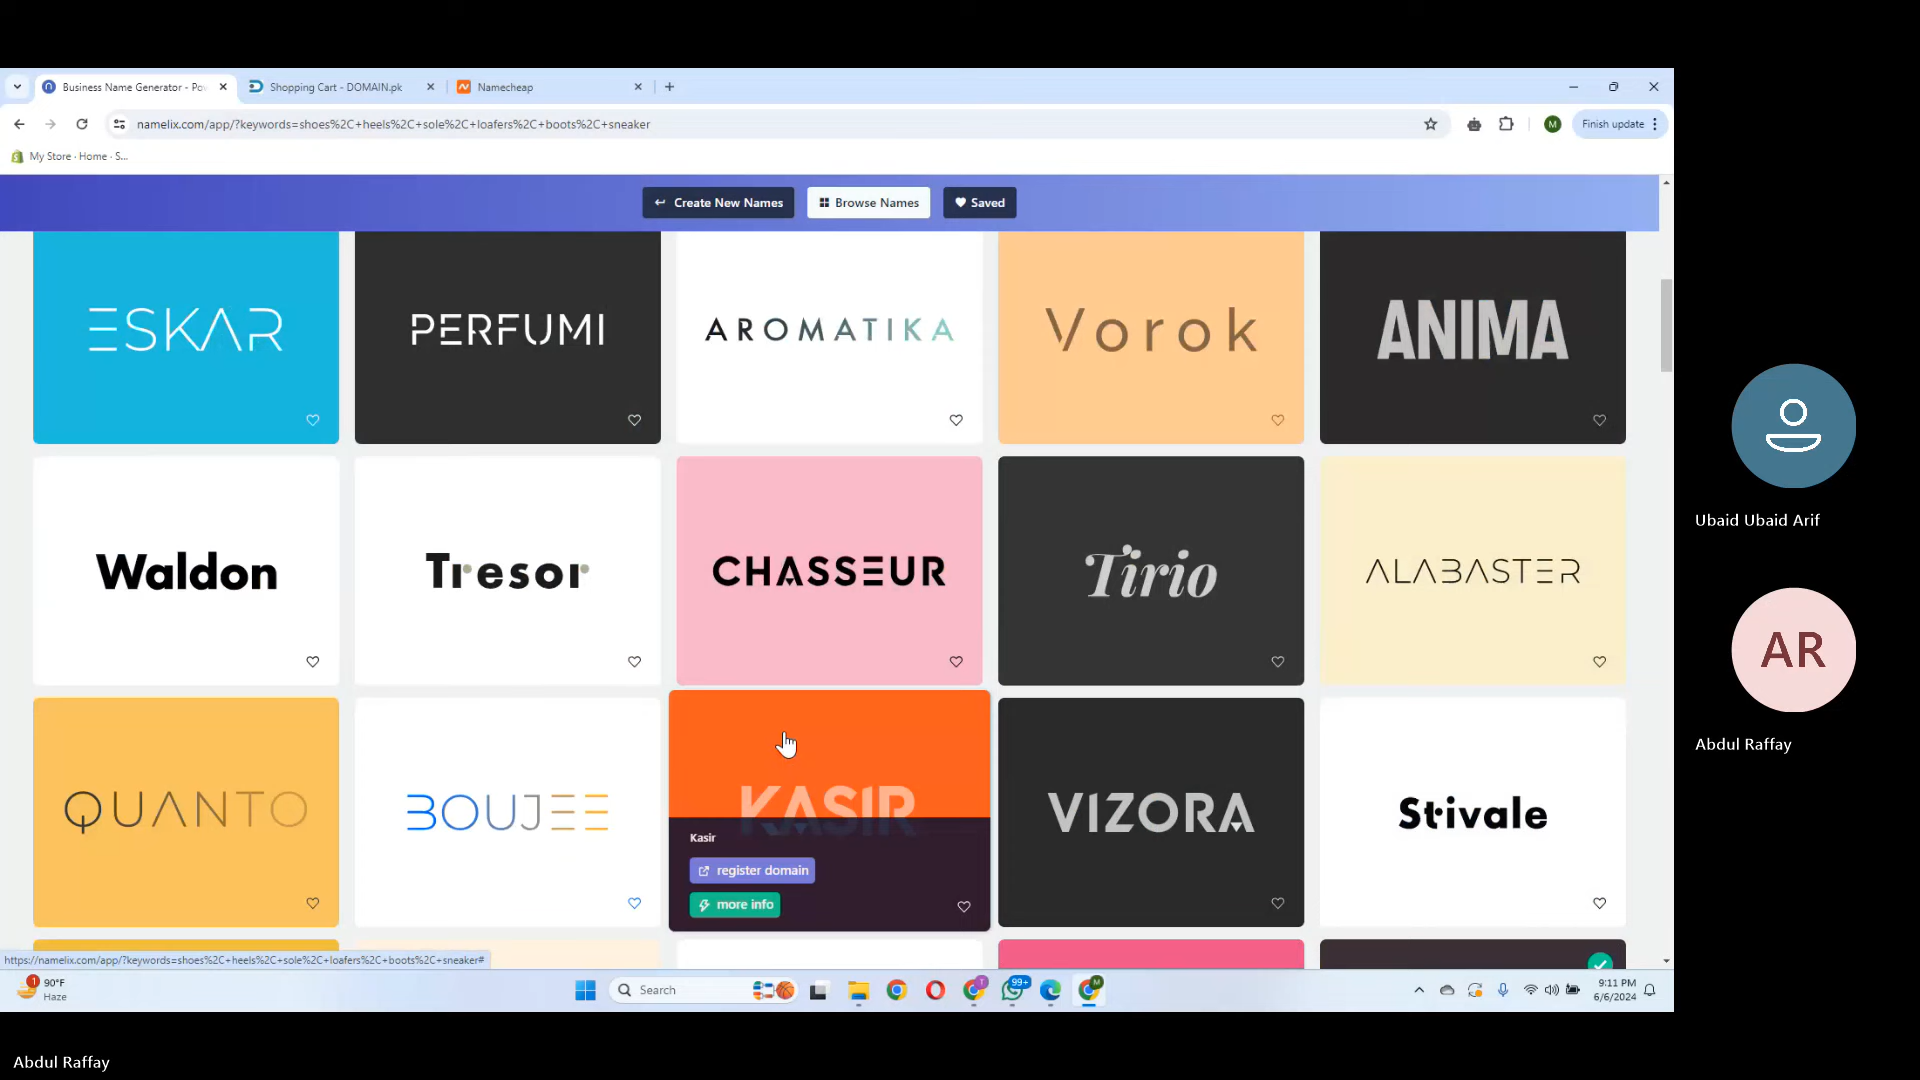 Business Name Generator - Pow
Shopping Cart - DOMAIN.pk
Namecheap
namelix.com/app/?keywords=shoes%2C+heels%2C+sole%2C+loafers%2C+boots%2C+sneaker
M
Finish update
My Store · Home · S...
Create New Names
Browse Names
Saved
ESKAR
PERFUMI
AROMATIKA
Vorok
ANIMA
Waldon
Tresor
CHASSEUR
Tirio
ALABASTER
QUANTO
BOUJEE
KASIR
Kasir
register domain
more info
VIZORA
Stivale
https://namelix.com/app/?keywords=shoes%2C+heels%2C+sole%2C+loafers%2C+boots%2C+sneaker#
1
90°F
Haze
Search
T
99+
M
9:11 PM
6/6/2024
Ubaid Ubaid Arif
AR
Abdul Raffay
Abdul Raffay